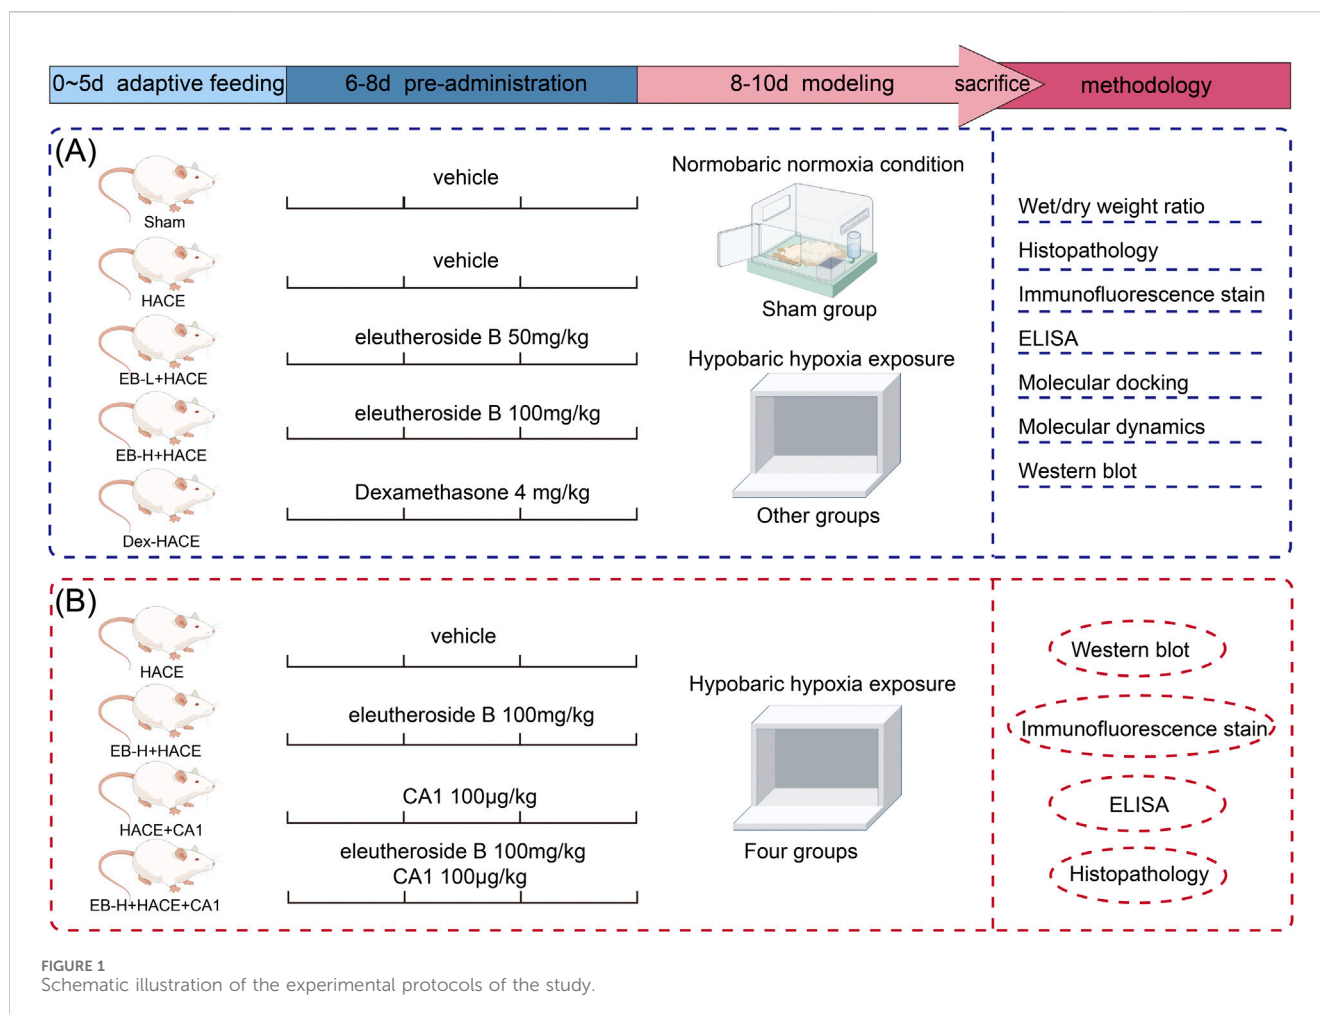 0~5d adaptive feeding
6-8d pre-administration
8-10d modeling
sacrifice
methodology
(A)
Sham
vehicle
HACE
vehicle
EB-L+HACE
eleutheroside B 50mg/kg
EB-H+HACE
eleutheroside B 100mg/kg
Dex-HACE
Dexamethasone 4 mg/kg
Normobaric normoxia condition
Sham group
Hypobaric hypoxia exposure
Other groups
Wet/dry weight ratio
Histopathology
Immunofluorescence stain
ELISA
Molecular docking
Molecular dynamics
Western blot
(B)
HACE
vehicle
EB-H+HACE
eleutheroside B 100mg/kg
HACE+CA1
CA1 100μg/kg
EB-H+HACE+CA1
eleutheroside B 100mg/kg
CA1 100μg/kg
Hypobaric hypoxia exposure
Four groups
Western blot
Immunofluorescence stain
ELISA
Histopathology
FIGURE 1
Schematic illustration of the experimental protocols of the study.